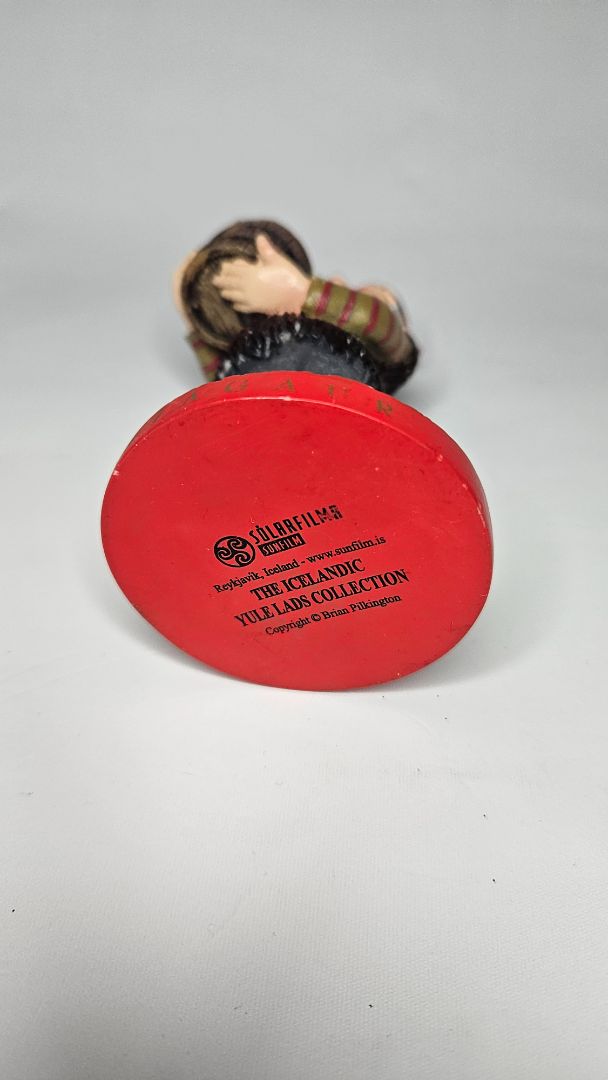 SÓLARFILMA
SUNFILM
Reykjavík, Iceland - www.sunfilm.is
THE ICELANDIC
YULE LADS COLLECTION
Copyright © Brian Pilkington